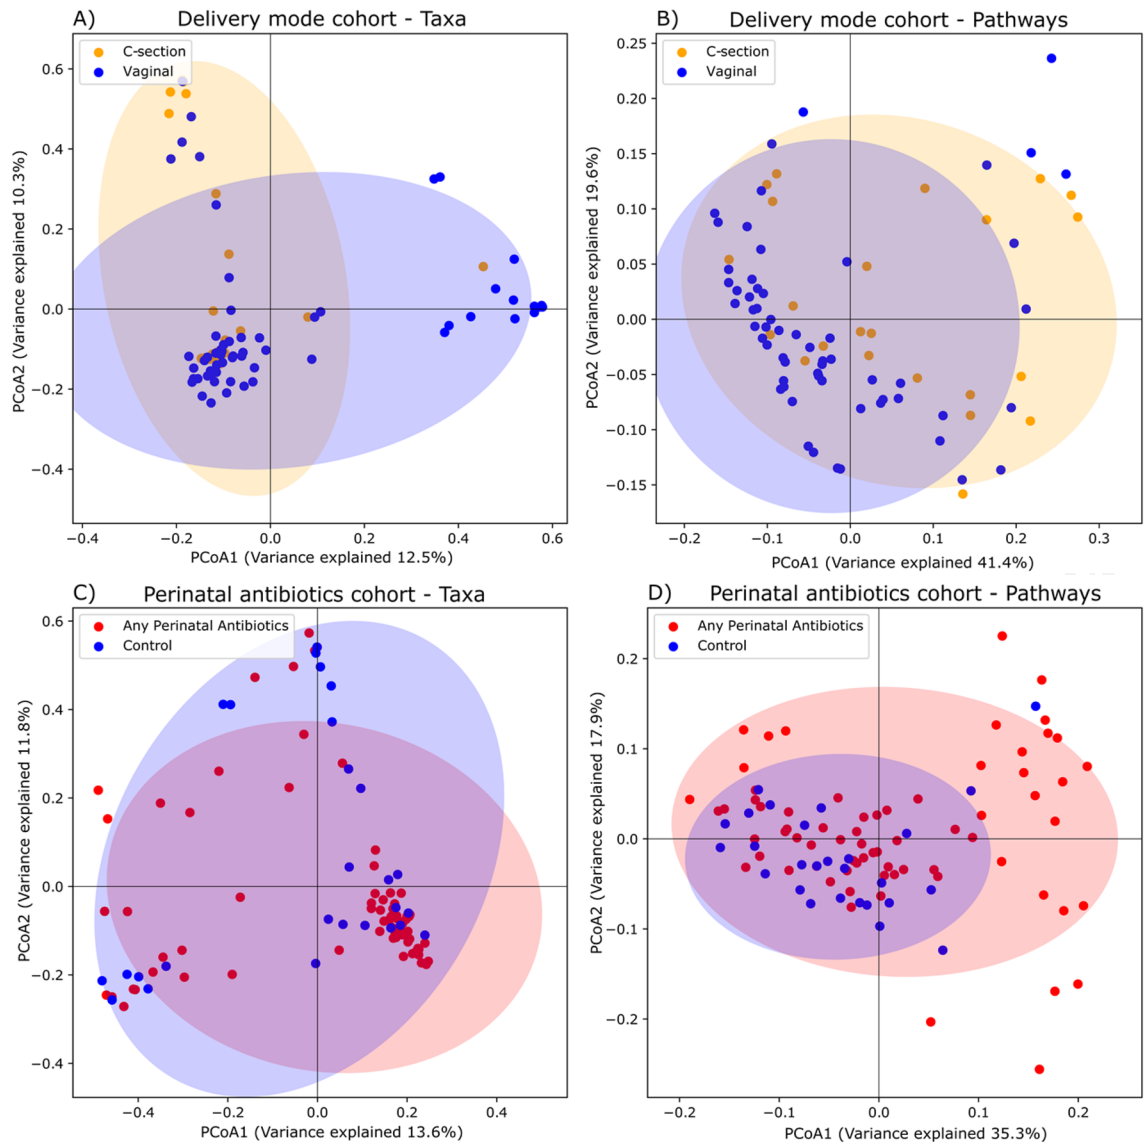 A) Delivery mode cohort - Taxa
C-section
Vaginal
PCoA2 (Variance explained 10.3%)
0.6
0.4
0.2
0.0
−0.2
−0.4
−0.4 −0.2 0.0 0.2 0.4 0.6
PCoA1 (Variance explained 12.5%)
B) Delivery mode cohort - Pathways
C-section
Vaginal
PCoA2 (Variance explained 19.6%)
0.25
0.20
0.15
0.10
0.05
0.00
−0.05
−0.10
−0.15
−0.2 −0.1 0.0 0.1 0.2 0.3
PCoA1 (Variance explained 41.4%)
C) Perinatal antibiotics cohort - Taxa
Any Perinatal Antibiotics
Control
PCoA2 (Variance explained 11.8%)
0.6
0.4
0.2
0.0
−0.2
−0.4
−0.4 −0.2 0.0 0.2 0.4
PCoA1 (Variance explained 13.6%)
D) Perinatal antibiotics cohort - Pathways
Any Perinatal Antibiotics
Control
PCoA2 (Variance explained 17.9%)
0.2
0.1
0.0
−0.1
−0.2
−0.2 −0.1 0.0 0.1 0.2
PCoA1 (Variance explained 35.3%)